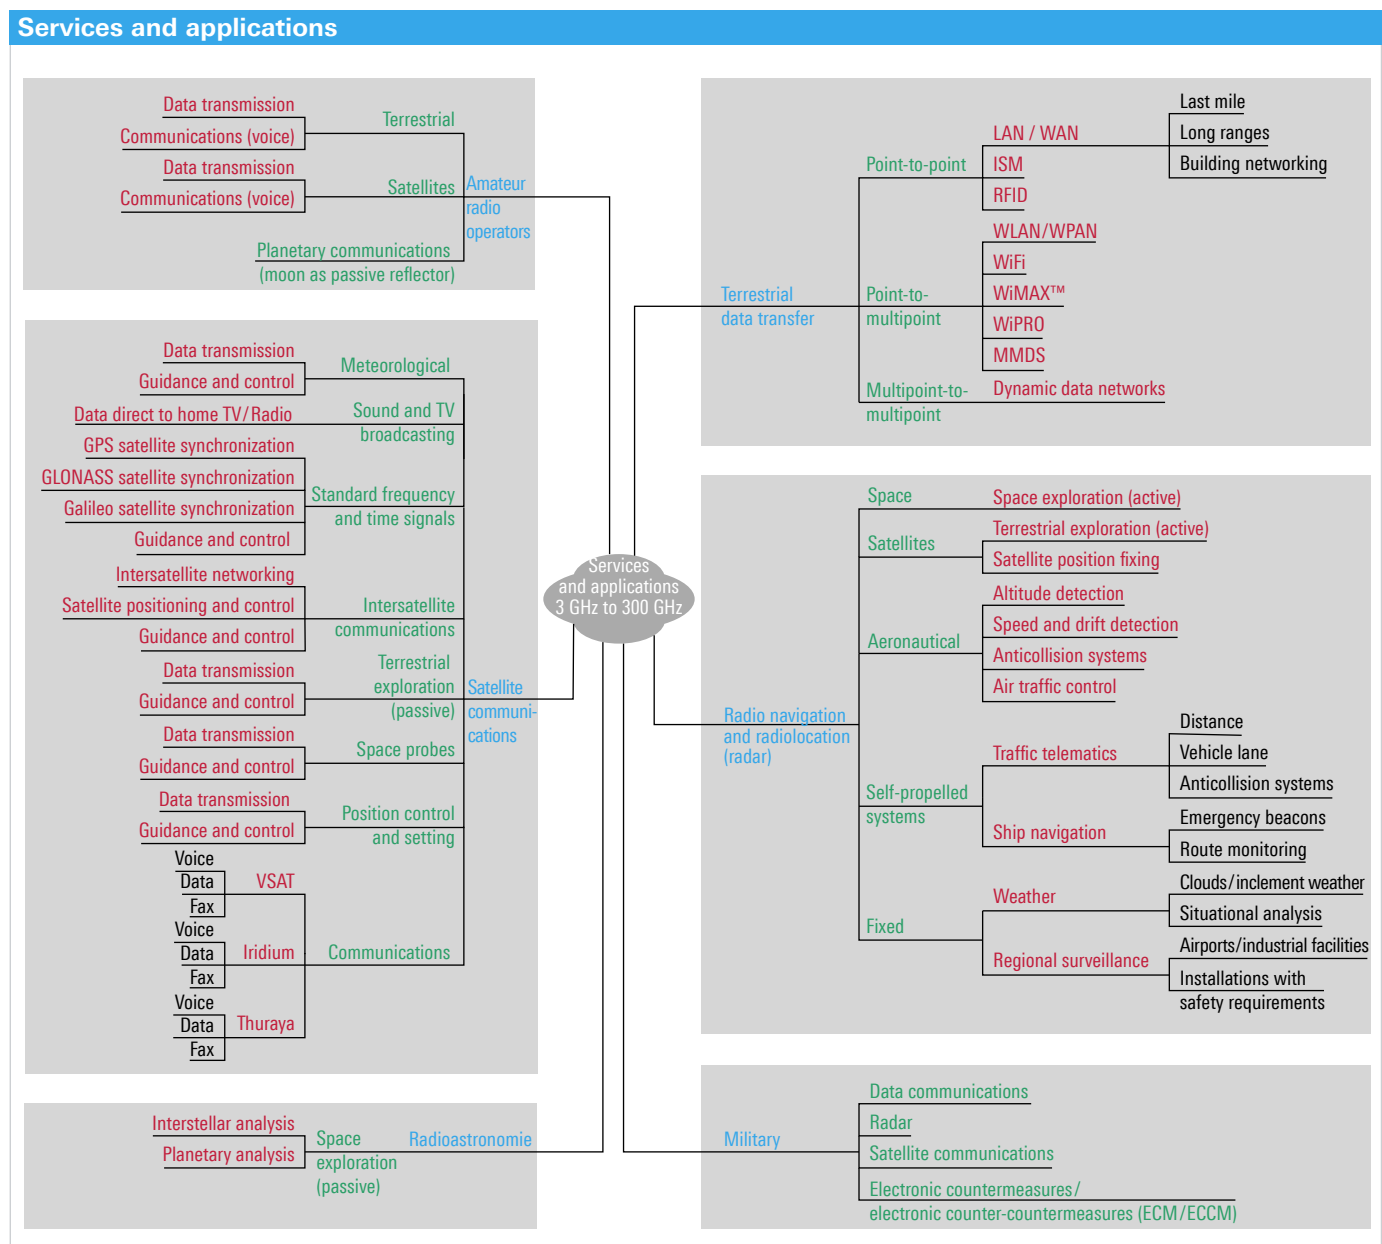 Services and applications
Data transmission
Communications (voice)
Terrestrial
Data transmission
Communications (voice)
Satellites
Planetary communications
(moon as passive reflector)
Amateur
radio
operators
Data transmission
Guidance and control
Meteorological
Data direct to home TV/Radio
Sound and TV
broadcasting
GPS satellite synchronization
GLONASS satellite synchronization
Galileo satellite synchronization
Guidance and control
Standard frequency
and time signals
Intersatellite networking
Satellite positioning and control
Guidance and control
Intersatellite
communications
Data transmission
Guidance and control
Terrestrial
exploration
(passive)
Data transmission
Guidance and control
Space probes
Data transmission
Guidance and control
Position control
and setting
Voice
Data
Fax
VSAT
Voice
Data
Fax
Iridium
Voice
Data
Fax
Thuraya
Communications
Satellite
communi-
cations
Interstellar analysis
Planetary analysis
Space
exploration
(passive)
Radioastronomie
Services
and applications
3 GHz to 300 GHz
Terrestrial
data transfer
Point-to-point
LAN / WAN
ISM
RFID
Last mile
Long ranges
Building networking
Point-to-
multipoint
WLAN/WPAN
WiFi
WiMAX™
WiPRO
MMDS
Multipoint-to-
multipoint
Dynamic data networks
Radio navigation
and radiolocation
(radar)
Space
Space exploration (active)
Satellites
Terrestrial exploration (active)
Satellite position fixing
Aeronautical
Altitude detection
Speed and drift detection
Anticollision systems
Air traffic control
Self-propelled
systems
Traffic telematics
Distance
Vehicle lane
Anticollision systems
Ship navigation
Emergency beacons
Route monitoring
Fixed
Weather
Clouds/inclement weather
Situational analysis
Regional surveillance
Airports/industrial facilities
Installations with
safety requirements
Military
Data communications
Radar
Satellite communications
Electronic countermeasures/
electronic counter-countermeasures (ECM/ECCM)